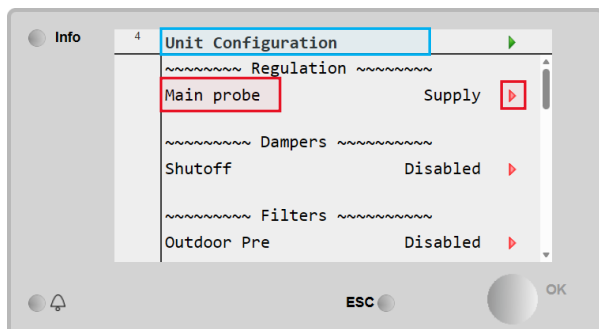 Info
4 Unit Configuration
~~~~~~~~ Regulation ~~~~~~~~
Main probe Supply
~~~~~~~~~ Dampers ~~~~~~~~~~
Shutoff Disabled
~~~~~~~~~ Filters ~~~~~~~~~~
Outdoor Pre Disabled
ESC
OK